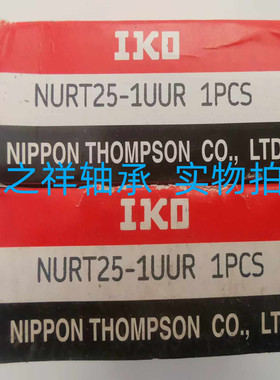 IKO
NURT25-1UUR 1PCS
NIPPON THOMPSON CO., LTD
之祥轴承 实物拍
IKO
NURT25-1UUR 1PCS
NIPPON THOMPSON CO., LT